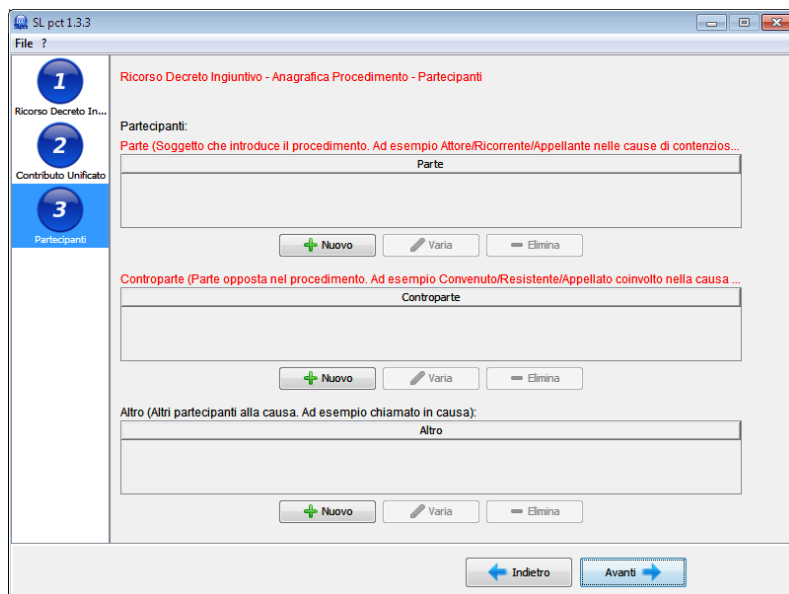 SL pct 1.3.3
File ?
1
Ricorso Decreto In...
2
Contributo Unificato
3
Partecipanti
Ricorso Decreto Ingiuntivo - Anagrafica Procedimento - Partecipanti
Partecipanti:
Parte (Soggetto che introduce il procedimento. Ad esempio Attore/Ricorrente/Appellante nelle cause di contenzios...
Parte
Nuovo Varia Elimina
Controparte (Parte opposta nel procedimento. Ad esempio Convenuto/Resistente/Appellato coinvolto nella causa ...
Controparte
Nuovo Varia Elimina
Altro (Altri partecipanti alla causa. Ad esempio chiamato in causa):
Altro
Nuovo Varia Elimina
Indietro Avanti